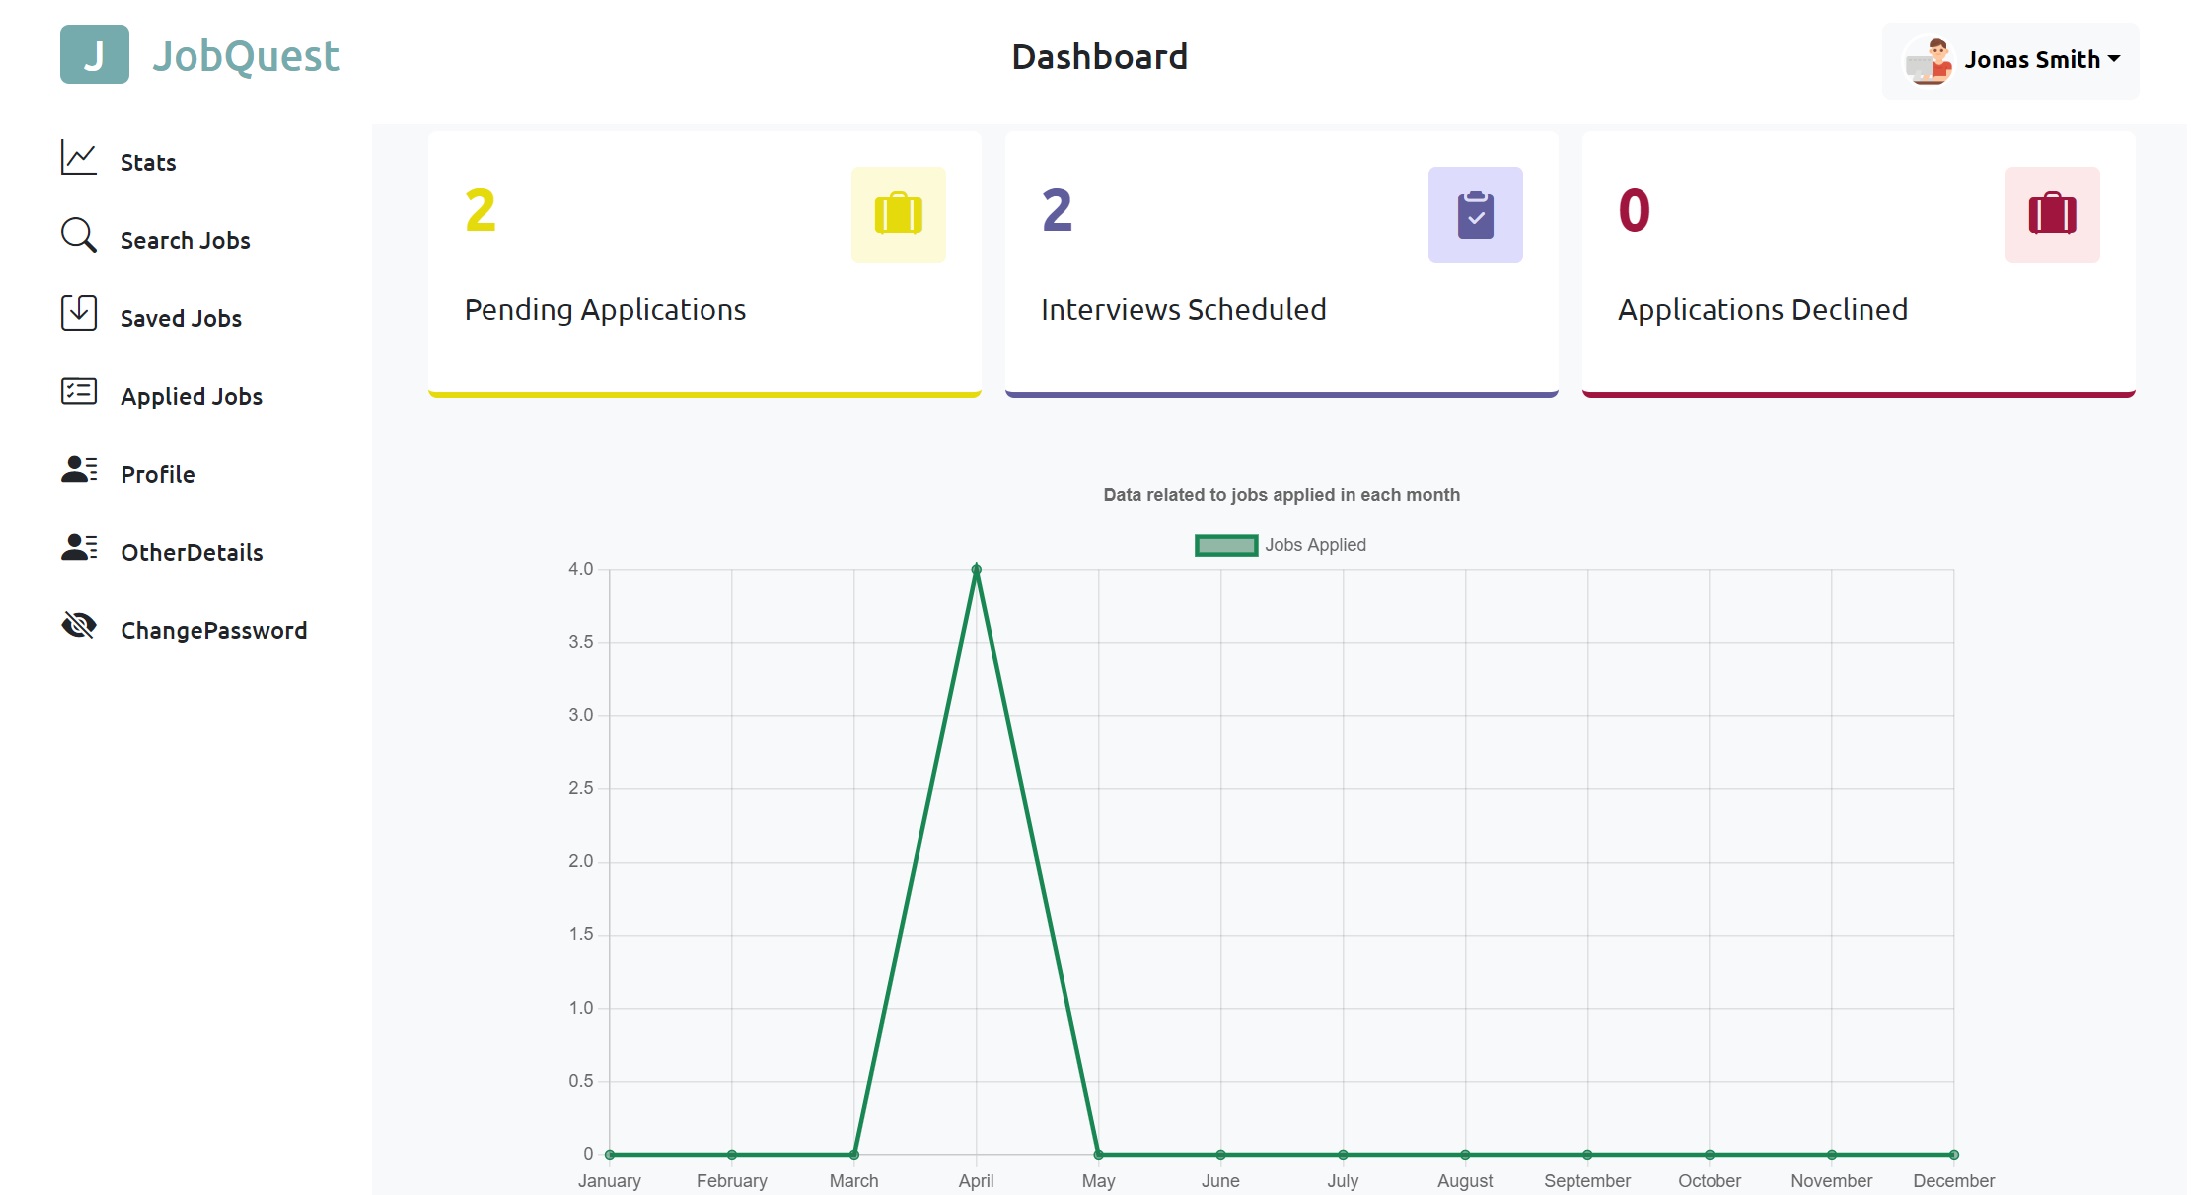 J JobQuest
Dashboard
Jonas Smith
Stats
Search Jobs
Saved Jobs
Applied Jobs
Profile
OtherDetails
ChangePassword
2
Pending Applications
2
Interviews Scheduled
0
Applications Declined
Data related to jobs applied in each month
Jobs Applied
4.0
3.5
3.0
2.5
2.0
1.5
1.0
0.5
0
January February March April May June July August September October November December